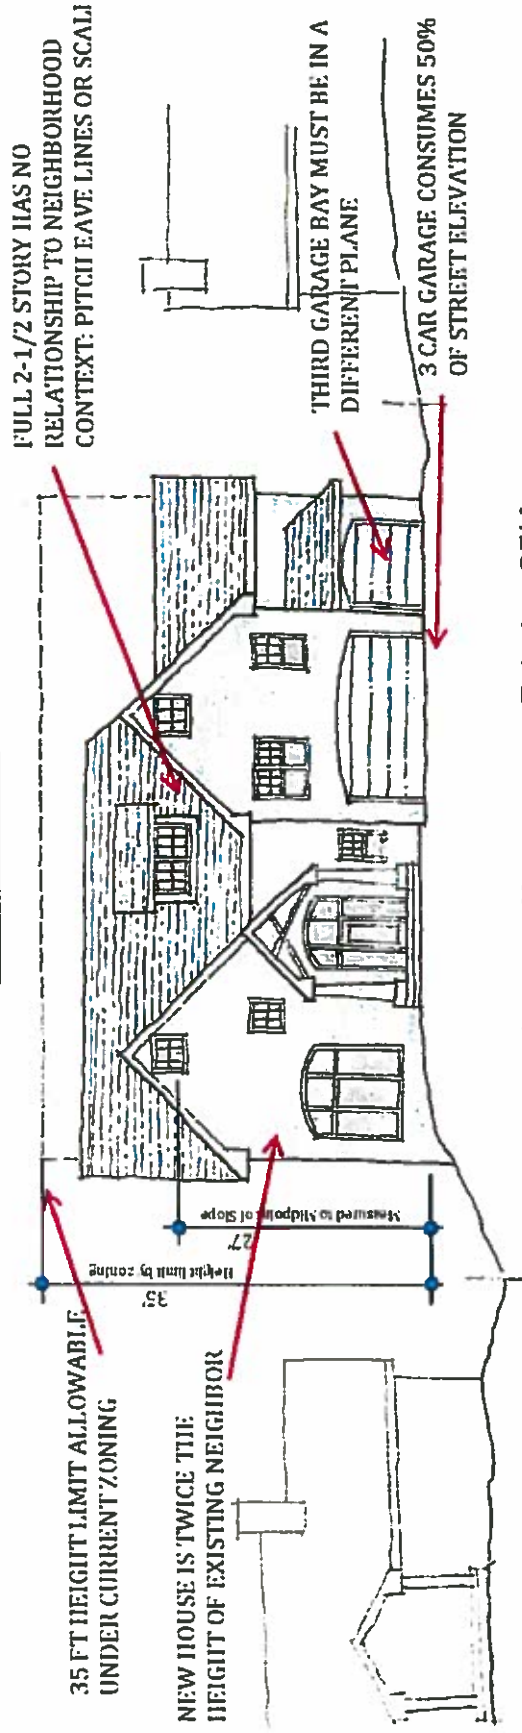 35 FT HEIGHT LIMIT ALLOWABLE
UNDER CURRENT ZONING
NEW HOUSE IS TWICE THE
HEIGHT OF EXISTING NEIGHBOR
35'
Height limit by zoning
27'
Measured to Midpoint of Slope
FULL 2-1/2 STORY HAS NO
RELATIONSHIP TO NEIGHBORHOOD
CONTEXT: PITCH EAVE LINES OR SCALE
THIRD GARAGE BAY MUST BE IN A
DIFFERENT PLANE
3 CAR GARAGE CONSUMES 50%
OF STREET ELEVATION